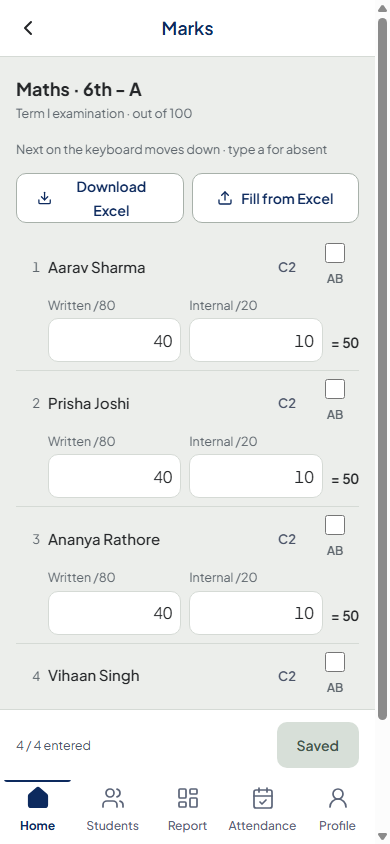 Marks
Maths · 6th - A
Term I examination · out of 100
Next on the keyboard moves down · type a for absent
Download
Excel
Fill from Excel
1 Aarav Sharma C2
AB
Written /80 Internal /20
40 10 = 50
2 Prisha Joshi C2
AB
Written /80 Internal /20
40 10 = 50
3 Ananya Rathore C2
AB
Written /80 Internal /20
40 10 = 50
4 Vihaan Singh C2
AB
4 / 4 entered Saved
Home Students Report Attendance Profile